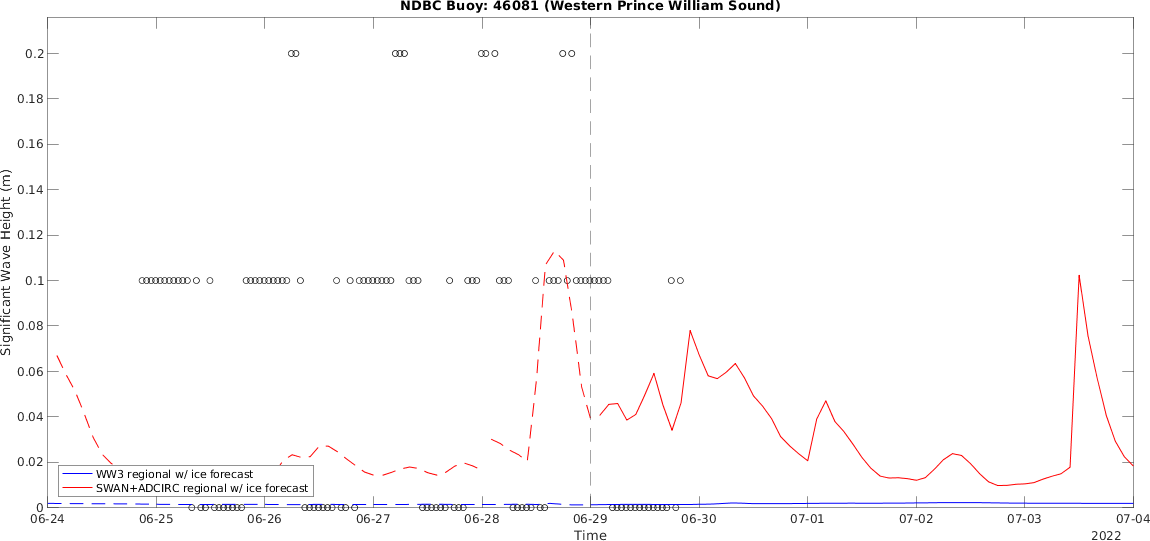 NDBC Buoy: 46081 (Western Prince William Sound)
Significant Wave Height (m)
0.2
0.18
0.16
0.14
0.12
0.1
0.08
0.06
0.04
0.02
0
WW3 regional w/ ice forecast
SWAN+ADCIRC regional w/ ice forecast
06-24 06-25 06-26 06-27 06-28 06-29 06-30 07-01 07-02 07-03 07-04
Time
2022